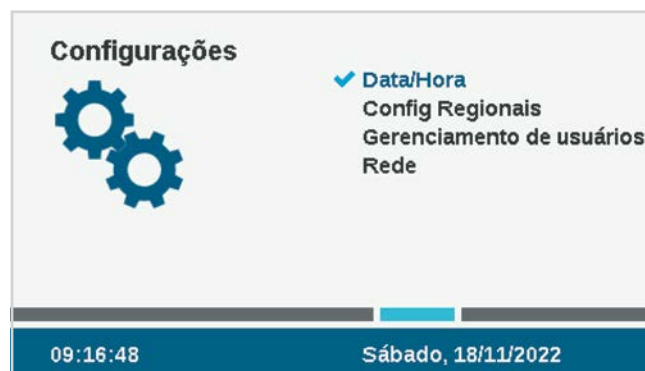 Configurações
Data/Hora
Config Regionais
Gerenciamento de usuários
Rede
09:16:48
Sábado, 18/11/2022